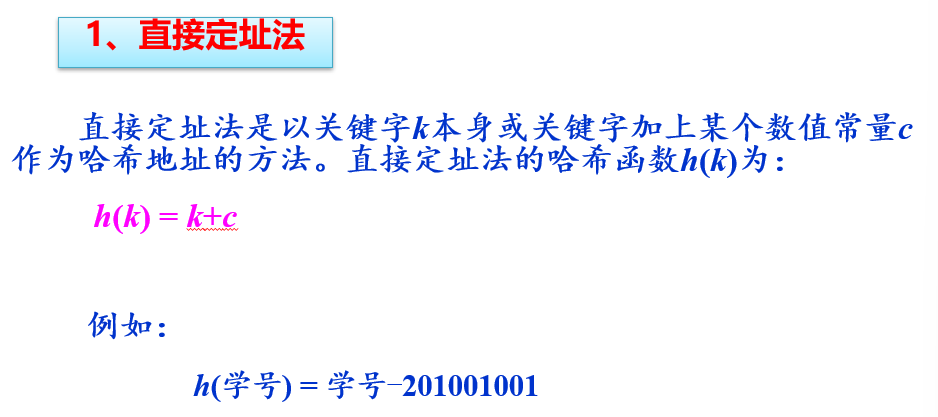 1、直接定址法
直接定址法是以关键字k本身或关键字加上某个数值常量c
作为哈希地址的方法。直接定址法的哈希函数h(k)为：
h(k) = k+c
例如：
h(学号) = 学号-201001001